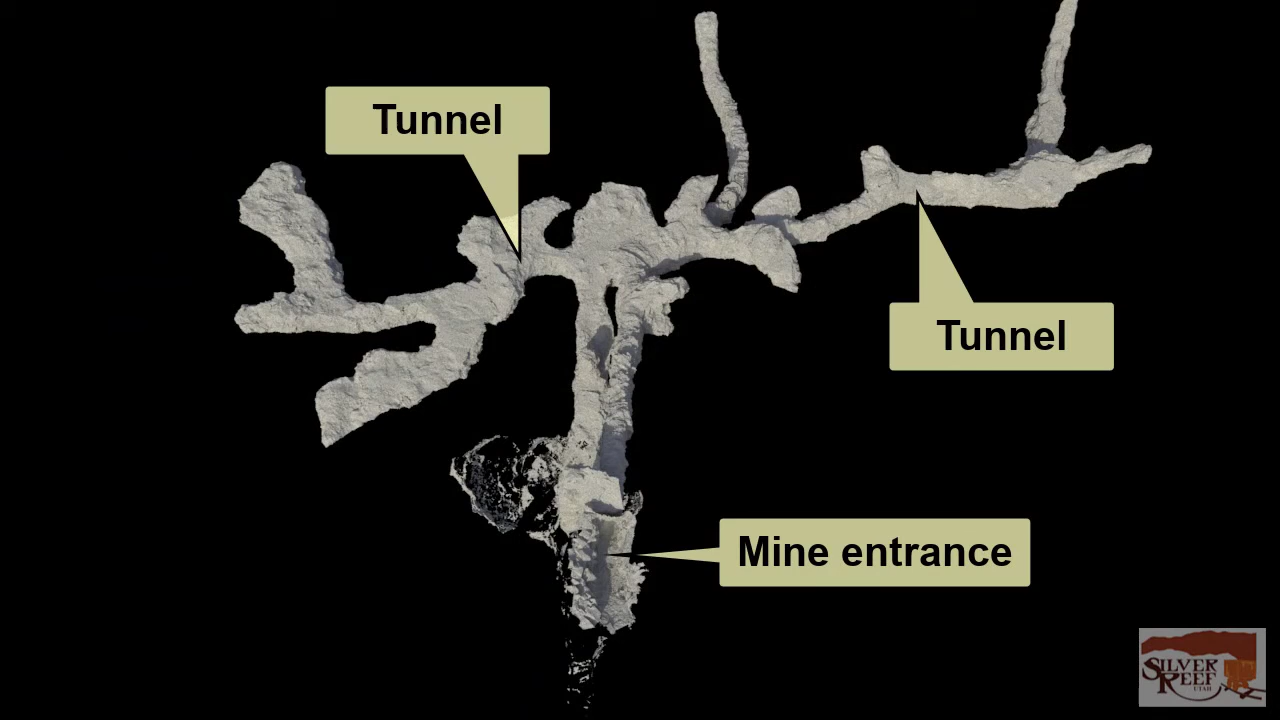 Tunnel
Tunnel
Mine entrance
SILVER
REEF
UTAH